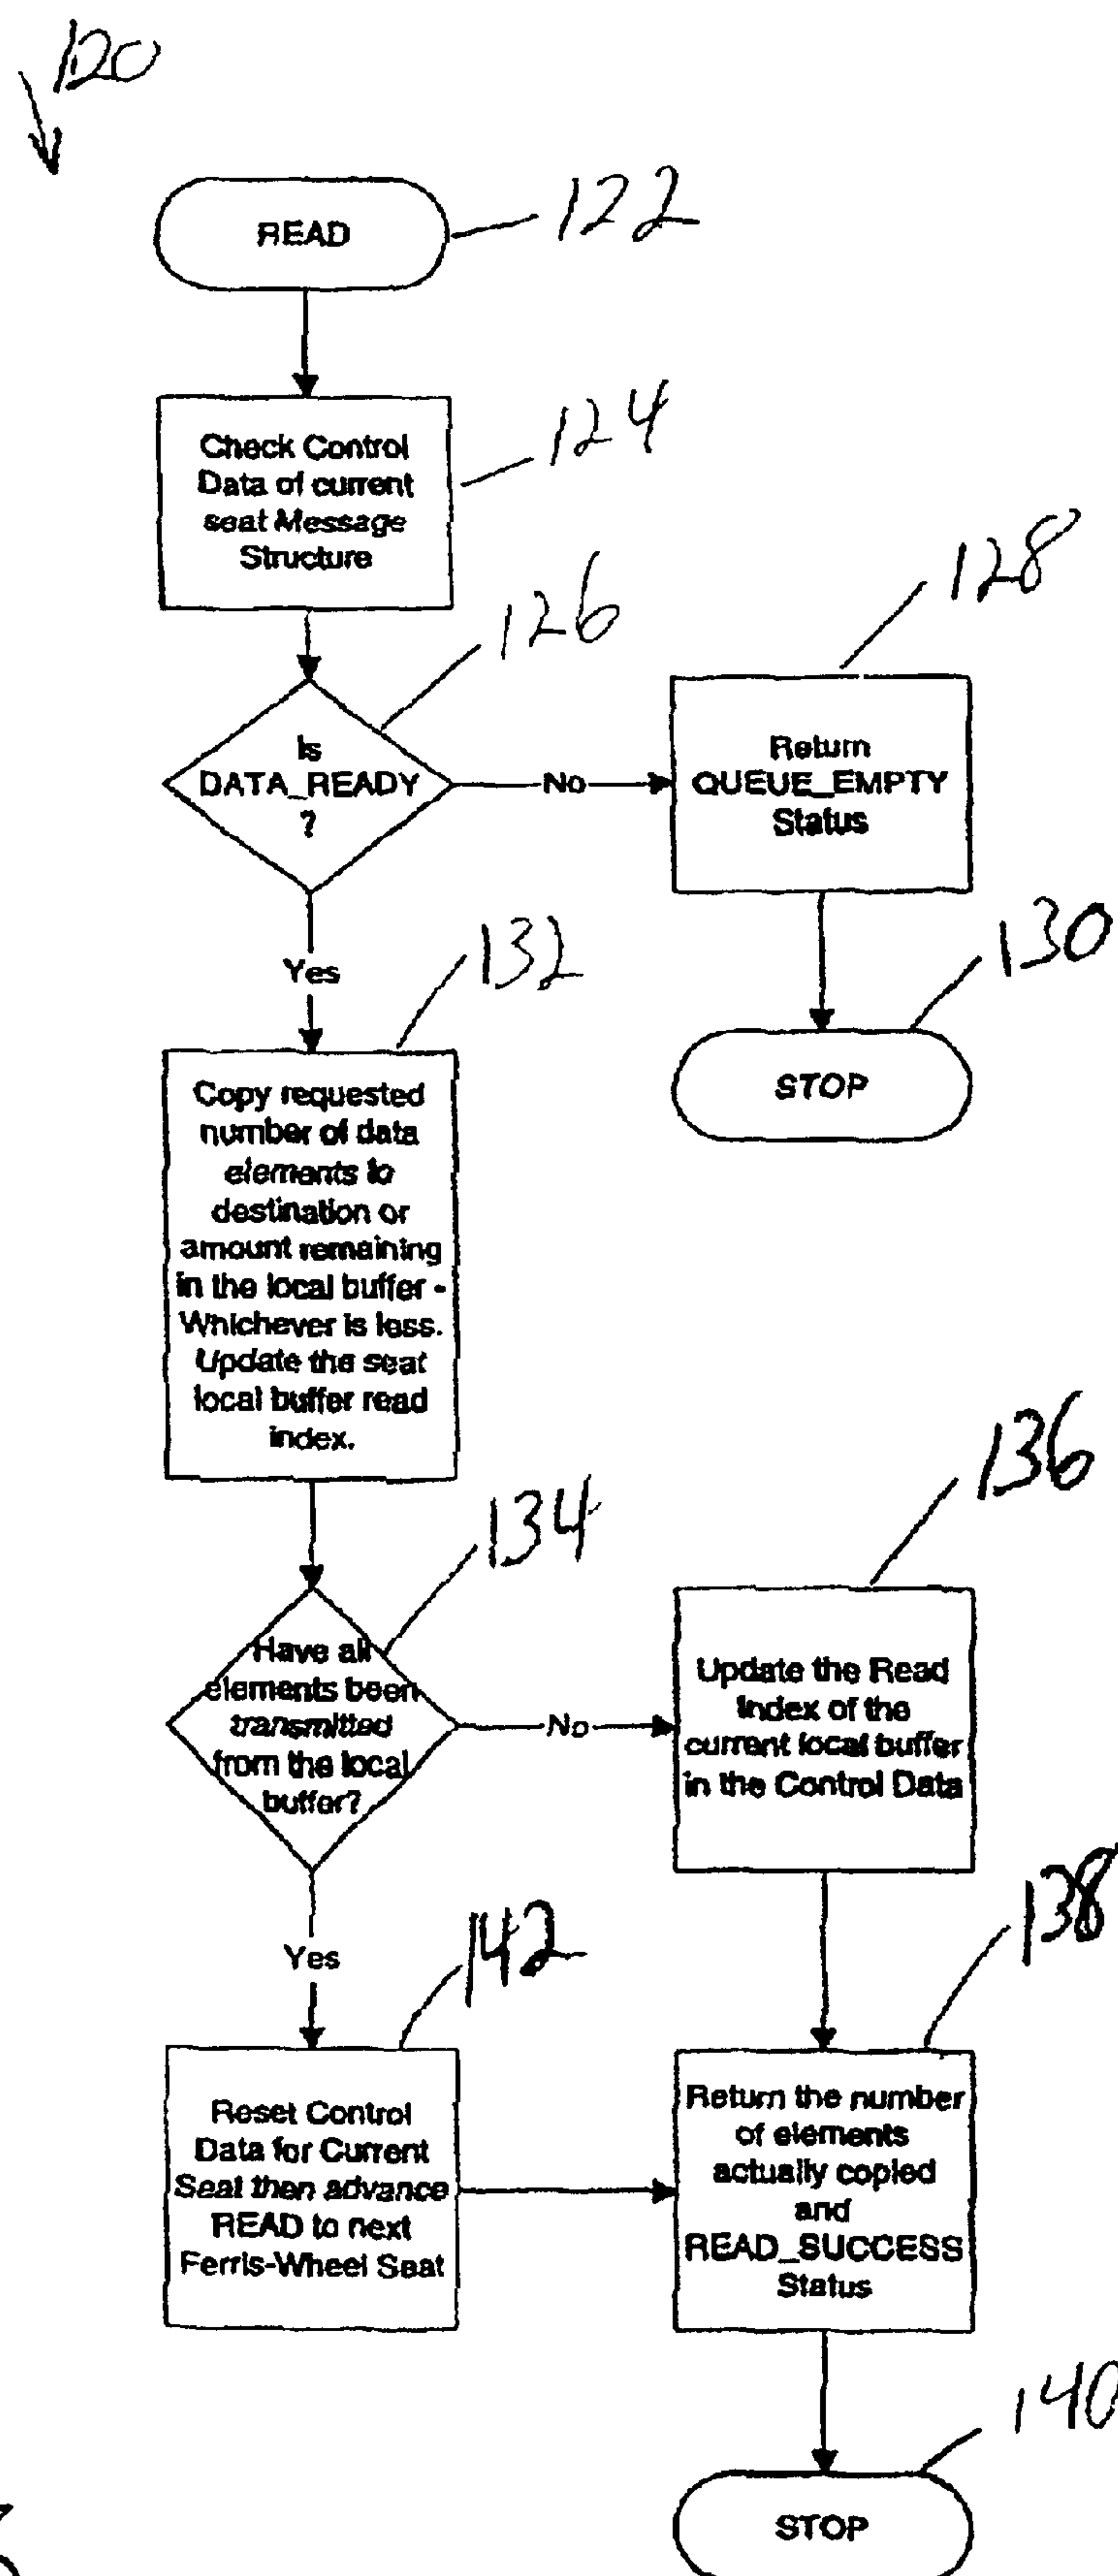 120
READ
122
Check Control
Data of current
seat Message
Structure
124
126
Is
DATA_READY
?
No
128
Return
QUEUE_EMPTY
Status
130
STOP
Yes
132
Copy requested
number of data
elements to
destination or
amount remaining
in the local buffer -
Whichever is less.
Update the seat
local buffer read
index.
134
Have all
elements been
transmitted
from the local
buffer?
No
136
Update the Read
Index of the
current local buffer
in the Control Data
Yes
142
138
Reset Control
Data for Current
Seat then advance
READ to next
Ferris-Wheel Seat
Return the number
of elements
actually copied
and
READ_SUCCESS
Status
140
STOP